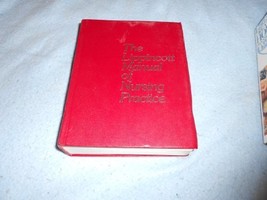 The
Lippincott
Manual
of
Nursing
Practice